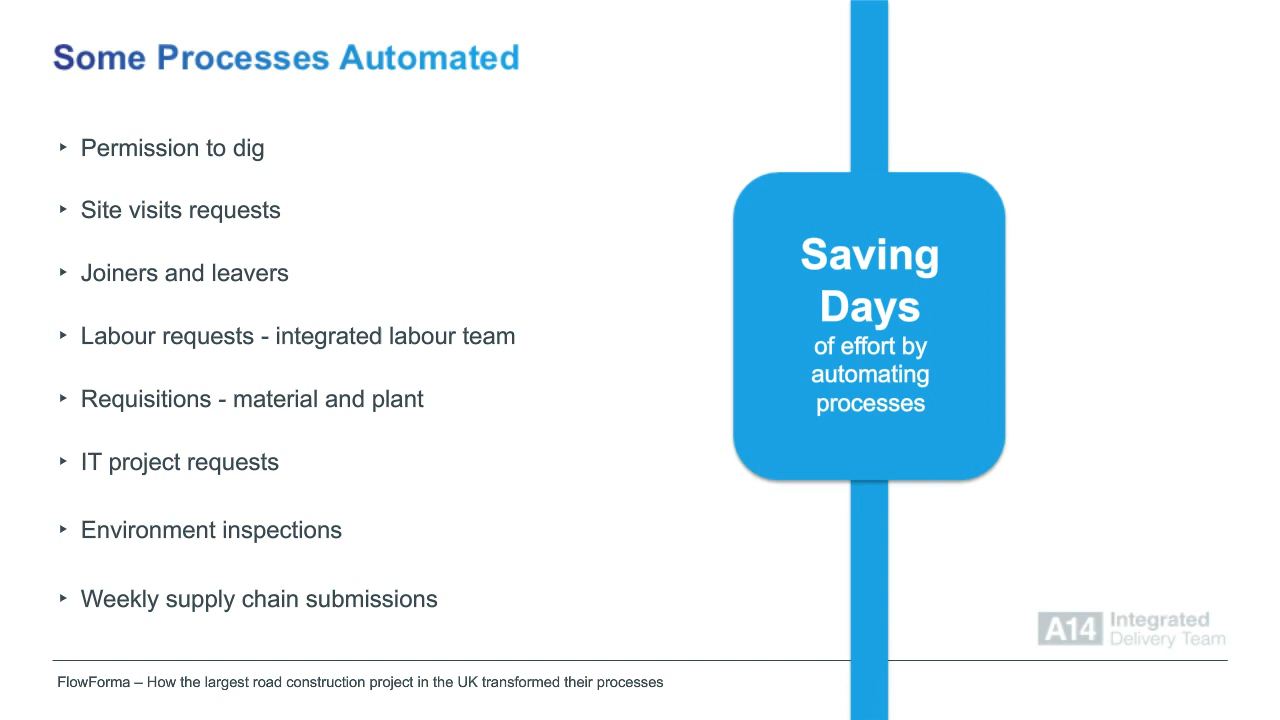 Some Processes Automated
‣ Permission to dig
‣ Site visits requests
‣ Joiners and leavers
‣ Labour requests - integrated labour team
‣ Requisitions - material and plant
‣ IT project requests
‣ Environment inspections
‣ Weekly supply chain submissions
Saving
Days
of effort by
automating
processes
A14 Integrated
Delivery Team
FlowForma – How the largest road construction project in the UK transformed their processes